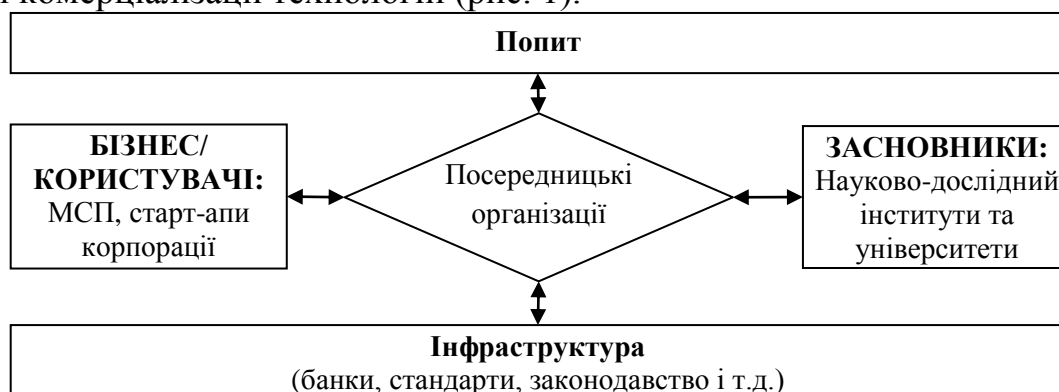 і комерціалізації технологій (рис. 1).
Попит
БІЗНЕС/
КОРИСТУВАЧІ:
МСП, старт-апи
корпорації
Посередницькі
організації
ЗАСНОВНИКИ:
Науково-дослідний
інститути та
університети
Інфраструктура
(банки, стандарти, законодавство і т.д.)